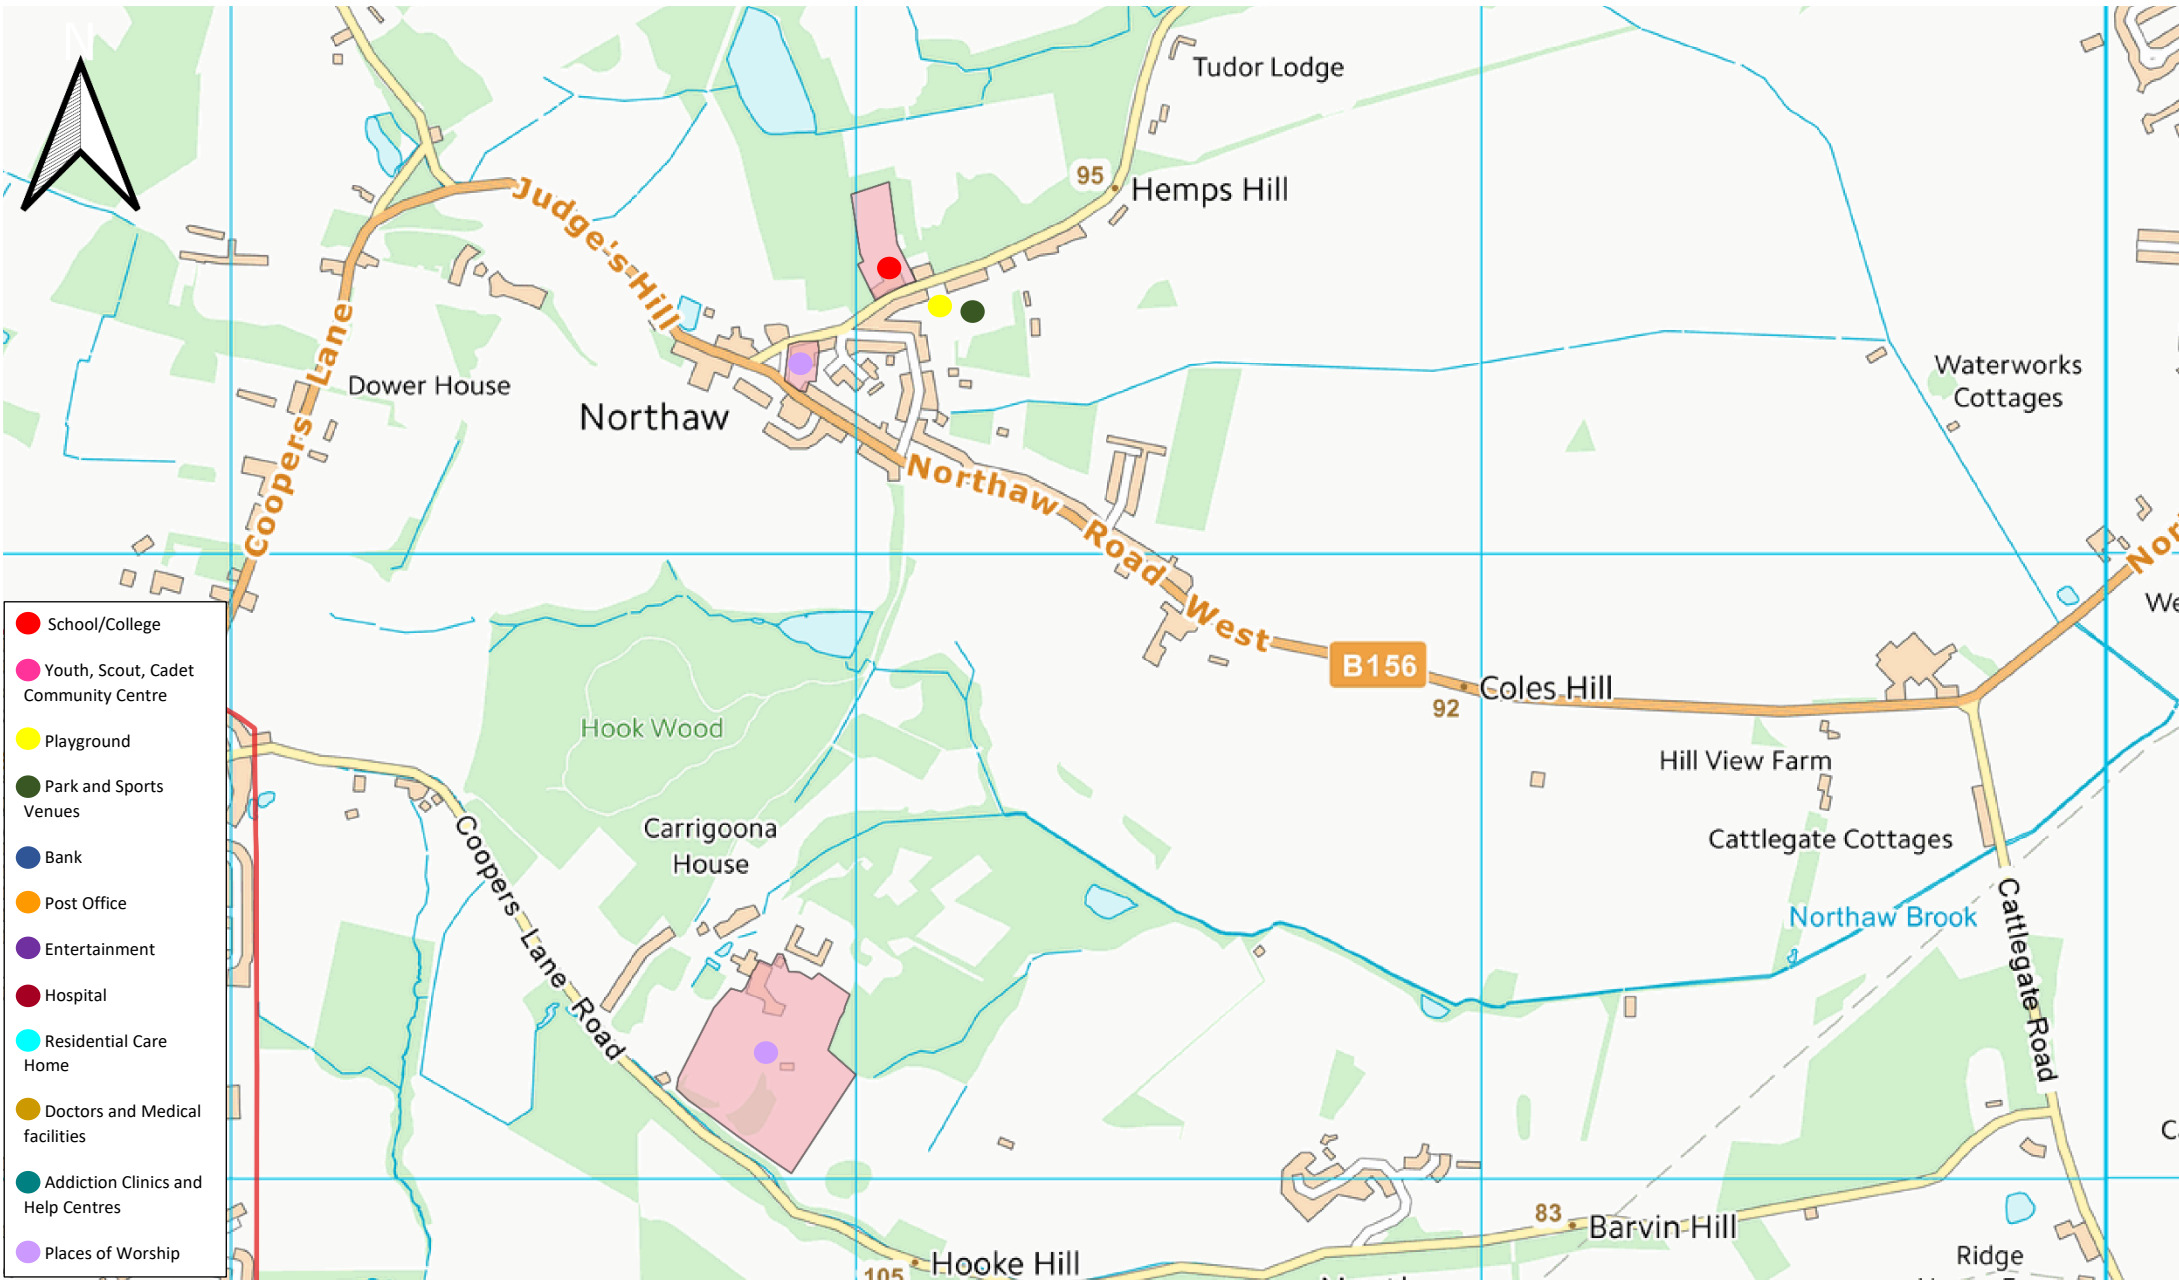 N
Tudor Lodge
95
Hemps Hill
Judge's Hill
Coopers Lane
Dower House
Northaw
Waterworks
Cottages
Northaw Road West
Coopers Lane
B156
Coles Hill
92
Hook Wood
Hill View Farm
Carrigoona
House
Cattlegate Cottages
Coopers Lane Road
Northaw Brook
Cattlegate Road
83
Barvin Hill
Hooke Hill
105
Ridge
School/College
Youth, Scout, Cadet
Community Centre
Playground
Park and Sports
Venues
Bank
Post Office
Entertainment
Hospital
Residential Care
Home
Doctors and Medical
facilities
Addiction Clinics and
Help Centres
Places of Worship